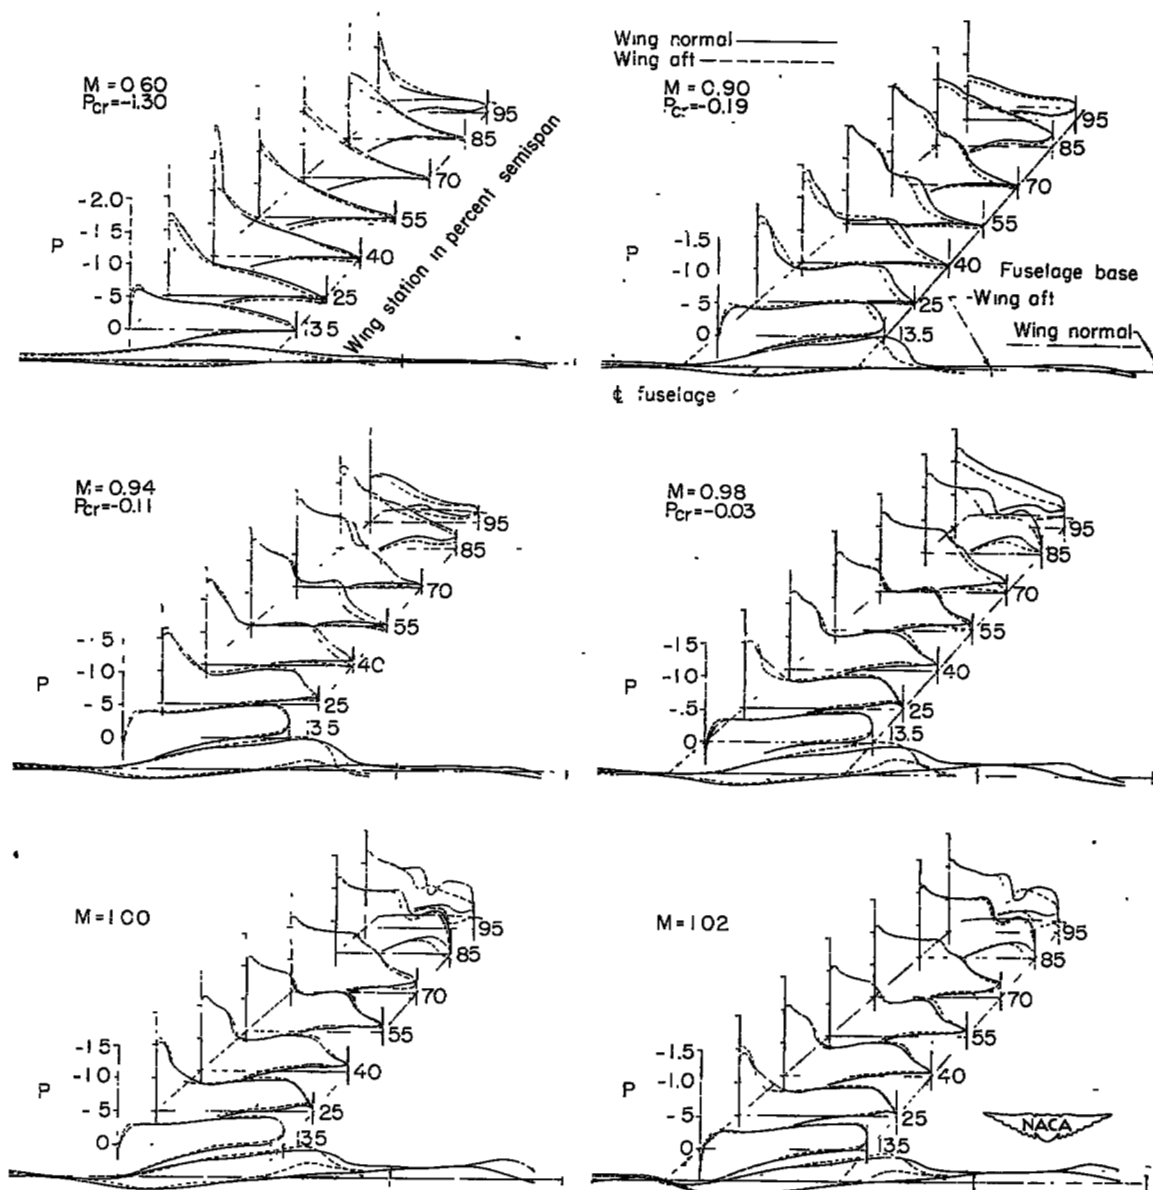 Wing normal
Wing aft
M = 0 60
Pcr=-1.30
95
85
70
55
40
25
13 5
Wing station in percent semispan
-2.0
-1 5
-1 0
-5
0
P
M = 0.90
Pcr=-0.19
95
85
70
55
40
25
13.5
-1.5
-1 0
-5
0
P
Fuselage base
Wing aft
Wing normal
℄ fuselage
M = 0.94
Pcr=-0.11
95
85
70
55
40
25
13 5
-1 5
-1 0
-5
0
P
M = 0.98
Pcr=-0.03
95
85
70
55
40
25
13.5
-1 5
-1 0
-.5
0
P
M = 1 00
95
85
70
55
40
25
13 5
-1 5
-1 0
-5
0
P
M = 1 02
95
85
70
55
40
25
13 5
-1.5
-1.0
-5
0
P
NACA